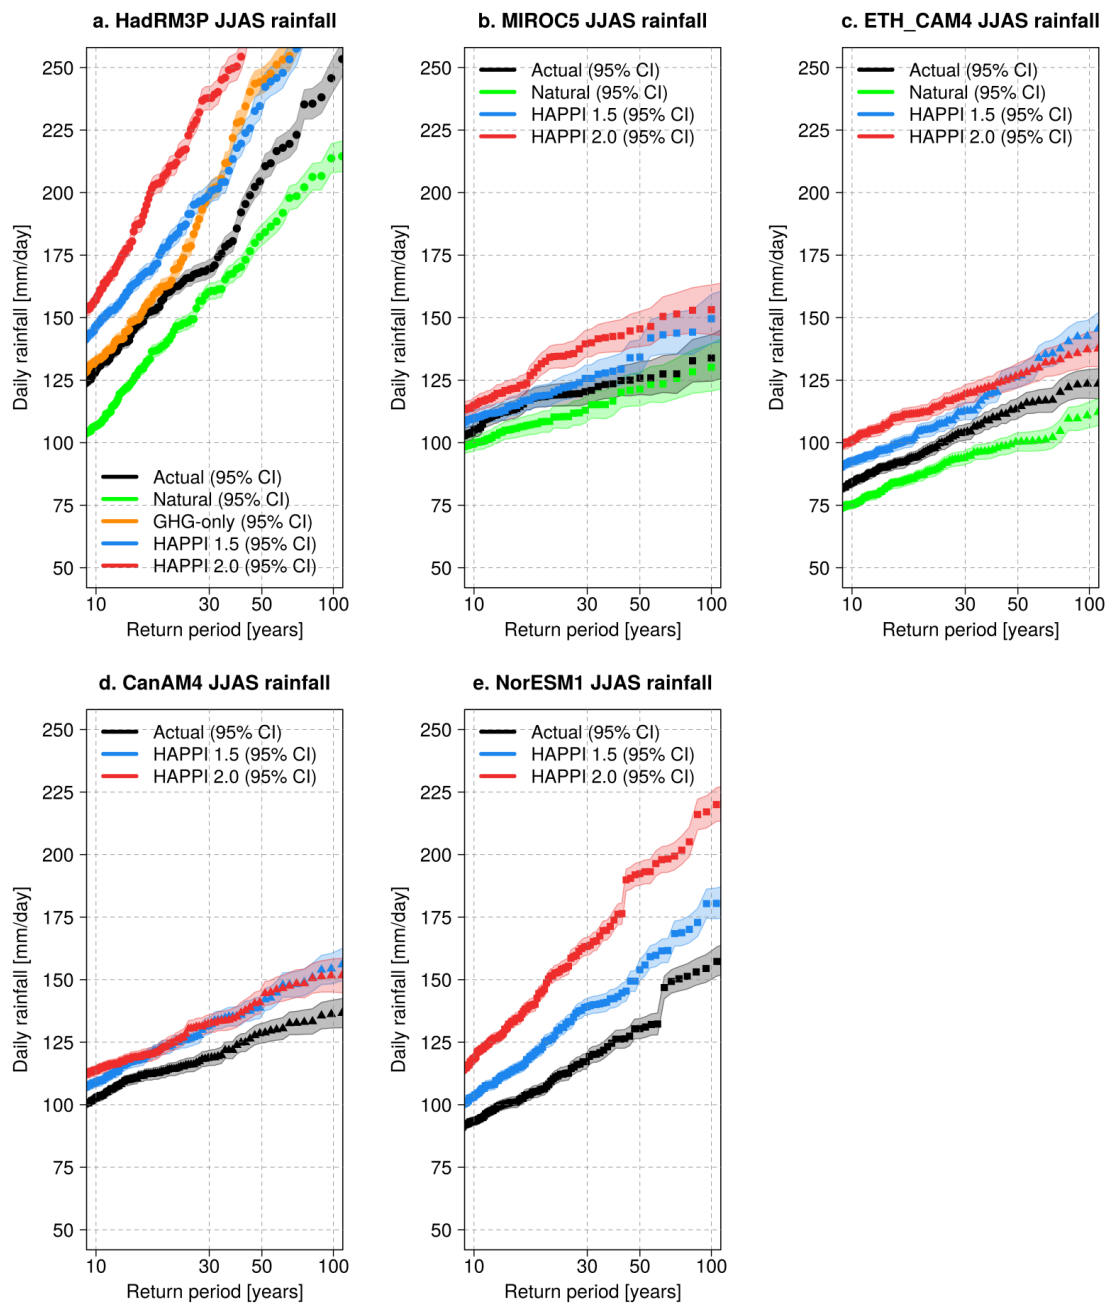 a. HadRM3P JJAS rainfall
Daily rainfall [mm/day]
250
225
200
175
150
125
100
75
50
Actual (95% CI)
Natural (95% CI)
GHG-only (95% CI)
HAPPI 1.5 (95% CI)
HAPPI 2.0 (95% CI)
10 30 50 100
Return period [years]
b. MIROC5 JJAS rainfall
Daily rainfall [mm/day]
250
225
200
175
150
125
100
75
50
Actual (95% CI)
Natural (95% CI)
HAPPI 1.5 (95% CI)
HAPPI 2.0 (95% CI)
10 30 50 100
Return period [years]
c. ETH_CAM4 JJAS rainfall
Daily rainfall [mm/day]
250
225
200
175
150
125
100
75
50
Actual (95% CI)
Natural (95% CI)
HAPPI 1.5 (95% CI)
HAPPI 2.0 (95% CI)
10 30 50 100
Return period [years]
d. CanAM4 JJAS rainfall
Daily rainfall [mm/day]
250
225
200
175
150
125
100
75
50
Actual (95% CI)
HAPPI 1.5 (95% CI)
HAPPI 2.0 (95% CI)
10 30 50 100
Return period [years]
e. NorESM1 JJAS rainfall
Daily rainfall [mm/day]
250
225
200
175
150
125
100
75
50
Actual (95% CI)
HAPPI 1.5 (95% CI)
HAPPI 2.0 (95% CI)
10 30 50 100
Return period [years]